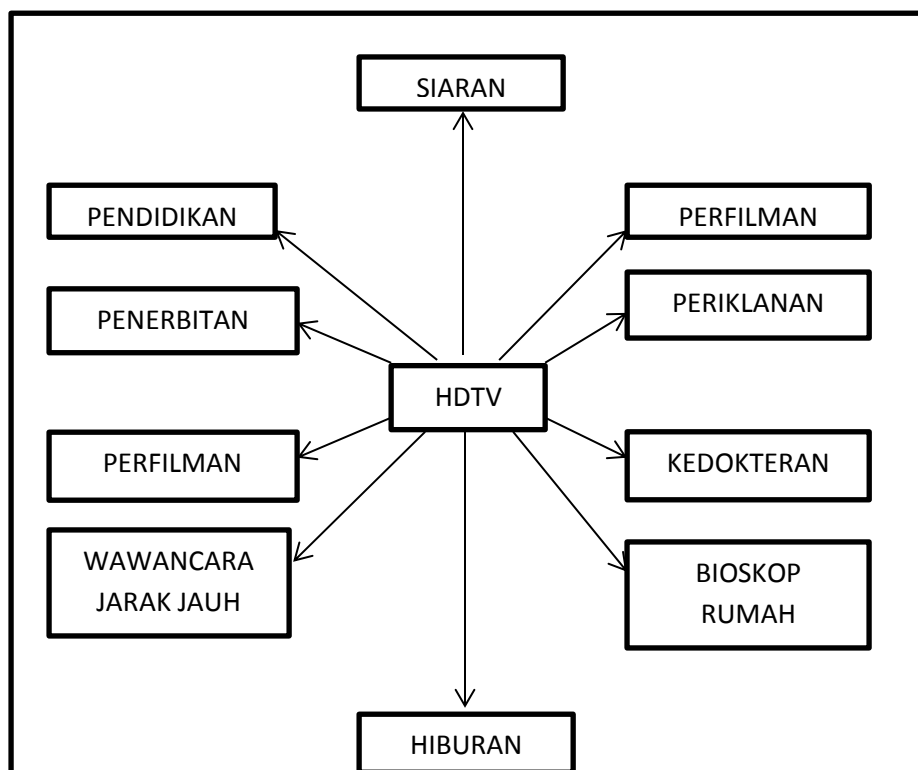 SIARAN
PENDIDIKAN
PERFILMAN
PENERBITAN
PERIKLANAN
HDTV
PERFILMAN
KEDOKTERAN
WAWANCARA
JARAK JAUH
BIOSKOP
RUMAH
HIBURAN